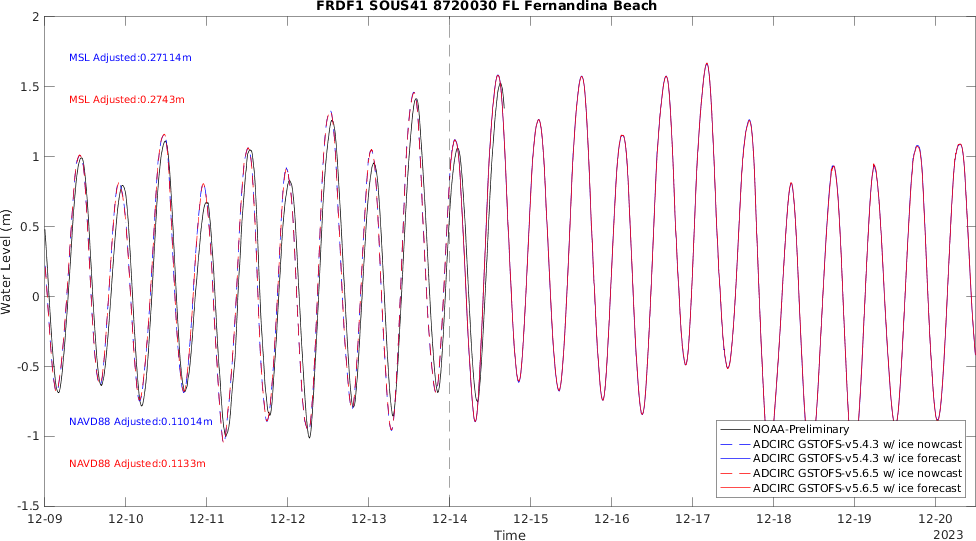 FRDF1 SOUS41 8720030 FL Fernandina Beach
2
1.5
1
0.5
0
-0.5
-1
-1.5
Water Level (m)
MSL Adjusted:0.27114m
MSL Adjusted:0.2743m
NAVD88 Adjusted:0.11014m
NAVD88 Adjusted:0.1133m
NOAA-Preliminary
ADCIRC GSTOFS-v5.4.3 w/ ice nowcast
ADCIRC GSTOFS-v5.4.3 w/ ice forecast
ADCIRC GSTOFS-v5.6.5 w/ ice nowcast
ADCIRC GSTOFS-v5.6.5 w/ ice forecast
12-09 12-10 12-11 12-12 12-13 12-14 12-15 12-16 12-17 12-18 12-19 12-20
Time
2023